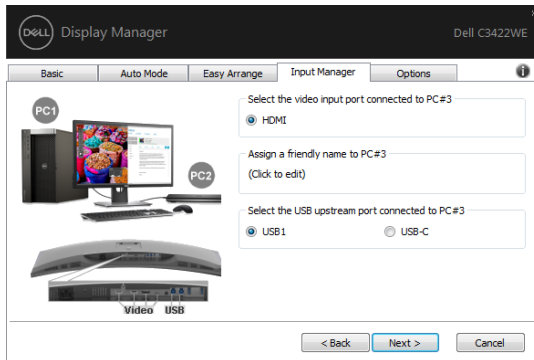 DELL Display Manager
Dell C3422WE
Basic
Auto Mode
Easy Arrange
Input Manager
Options
PC1
PC2
Video USB
Select the video input port connected to PC#3
HDMI
Assign a friendly name to PC#3
(Click to edit)
Select the USB upstream port connected to PC#3
USB1
USB-C
< Back
Next >
Cancel